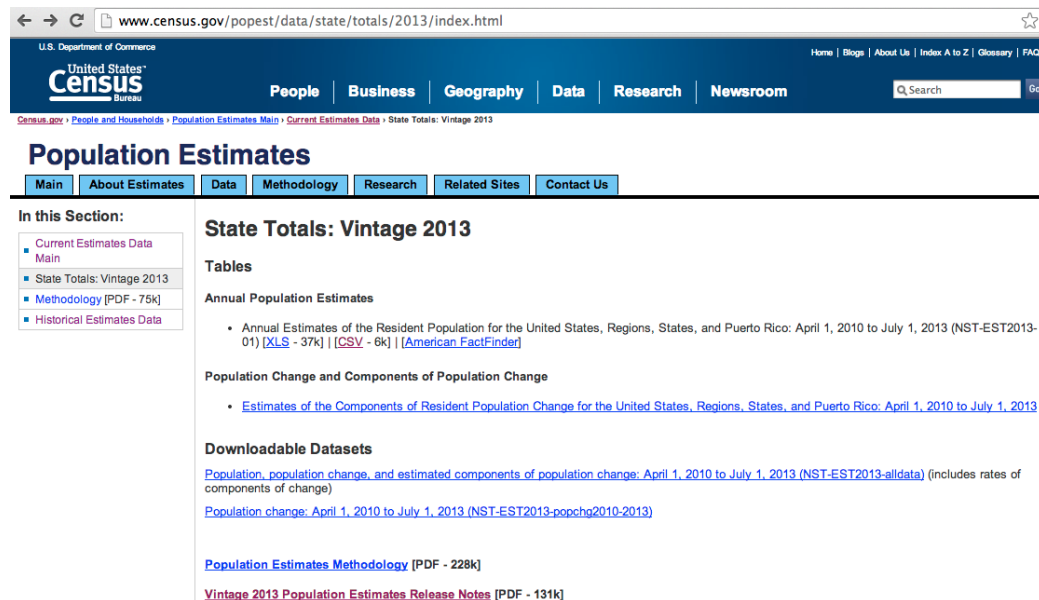 www.census.gov/popest/data/state/totals/2013/index.html
U.S. Department of Commerce
Home | Blogs | About Us | Index A to Z | Glossary | FAQ
United States™
Census
Bureau
People | Business | Geography | Data | Research | Newsroom
Search
Go
Census.gov › People and Households › Population Estimates Main › Current Estimates Data › State Totals: Vintage 2013
Population Estimates
Main About Estimates Data Methodology Research Related Sites Contact Us
In this Section:
Current Estimates Data
Main
State Totals: Vintage 2013
Methodology [PDF - 75k]
Historical Estimates Data
State Totals: Vintage 2013
Tables
Annual Population Estimates
• Annual Estimates of the Resident Population for the United States, Regions, States, and Puerto Rico: April 1, 2010 to July 1, 2013 (NST-EST2013-
01) [XLS - 37k] | [CSV - 6k] | [American FactFinder]
Population Change and Components of Population Change
• Estimates of the Components of Resident Population Change for the United States, Regions, States, and Puerto Rico: April 1, 2010 to July 1, 2013
Downloadable Datasets
Population, population change, and estimated components of population change: April 1, 2010 to July 1, 2013 (NST-EST2013-alldata) (includes rates of
components of change)
Population change: April 1, 2010 to July 1, 2013 (NST-EST2013-popchg2010-2013)
Population Estimates Methodology [PDF - 228k]
Vintage 2013 Population Estimates Release Notes [PDF - 131k]